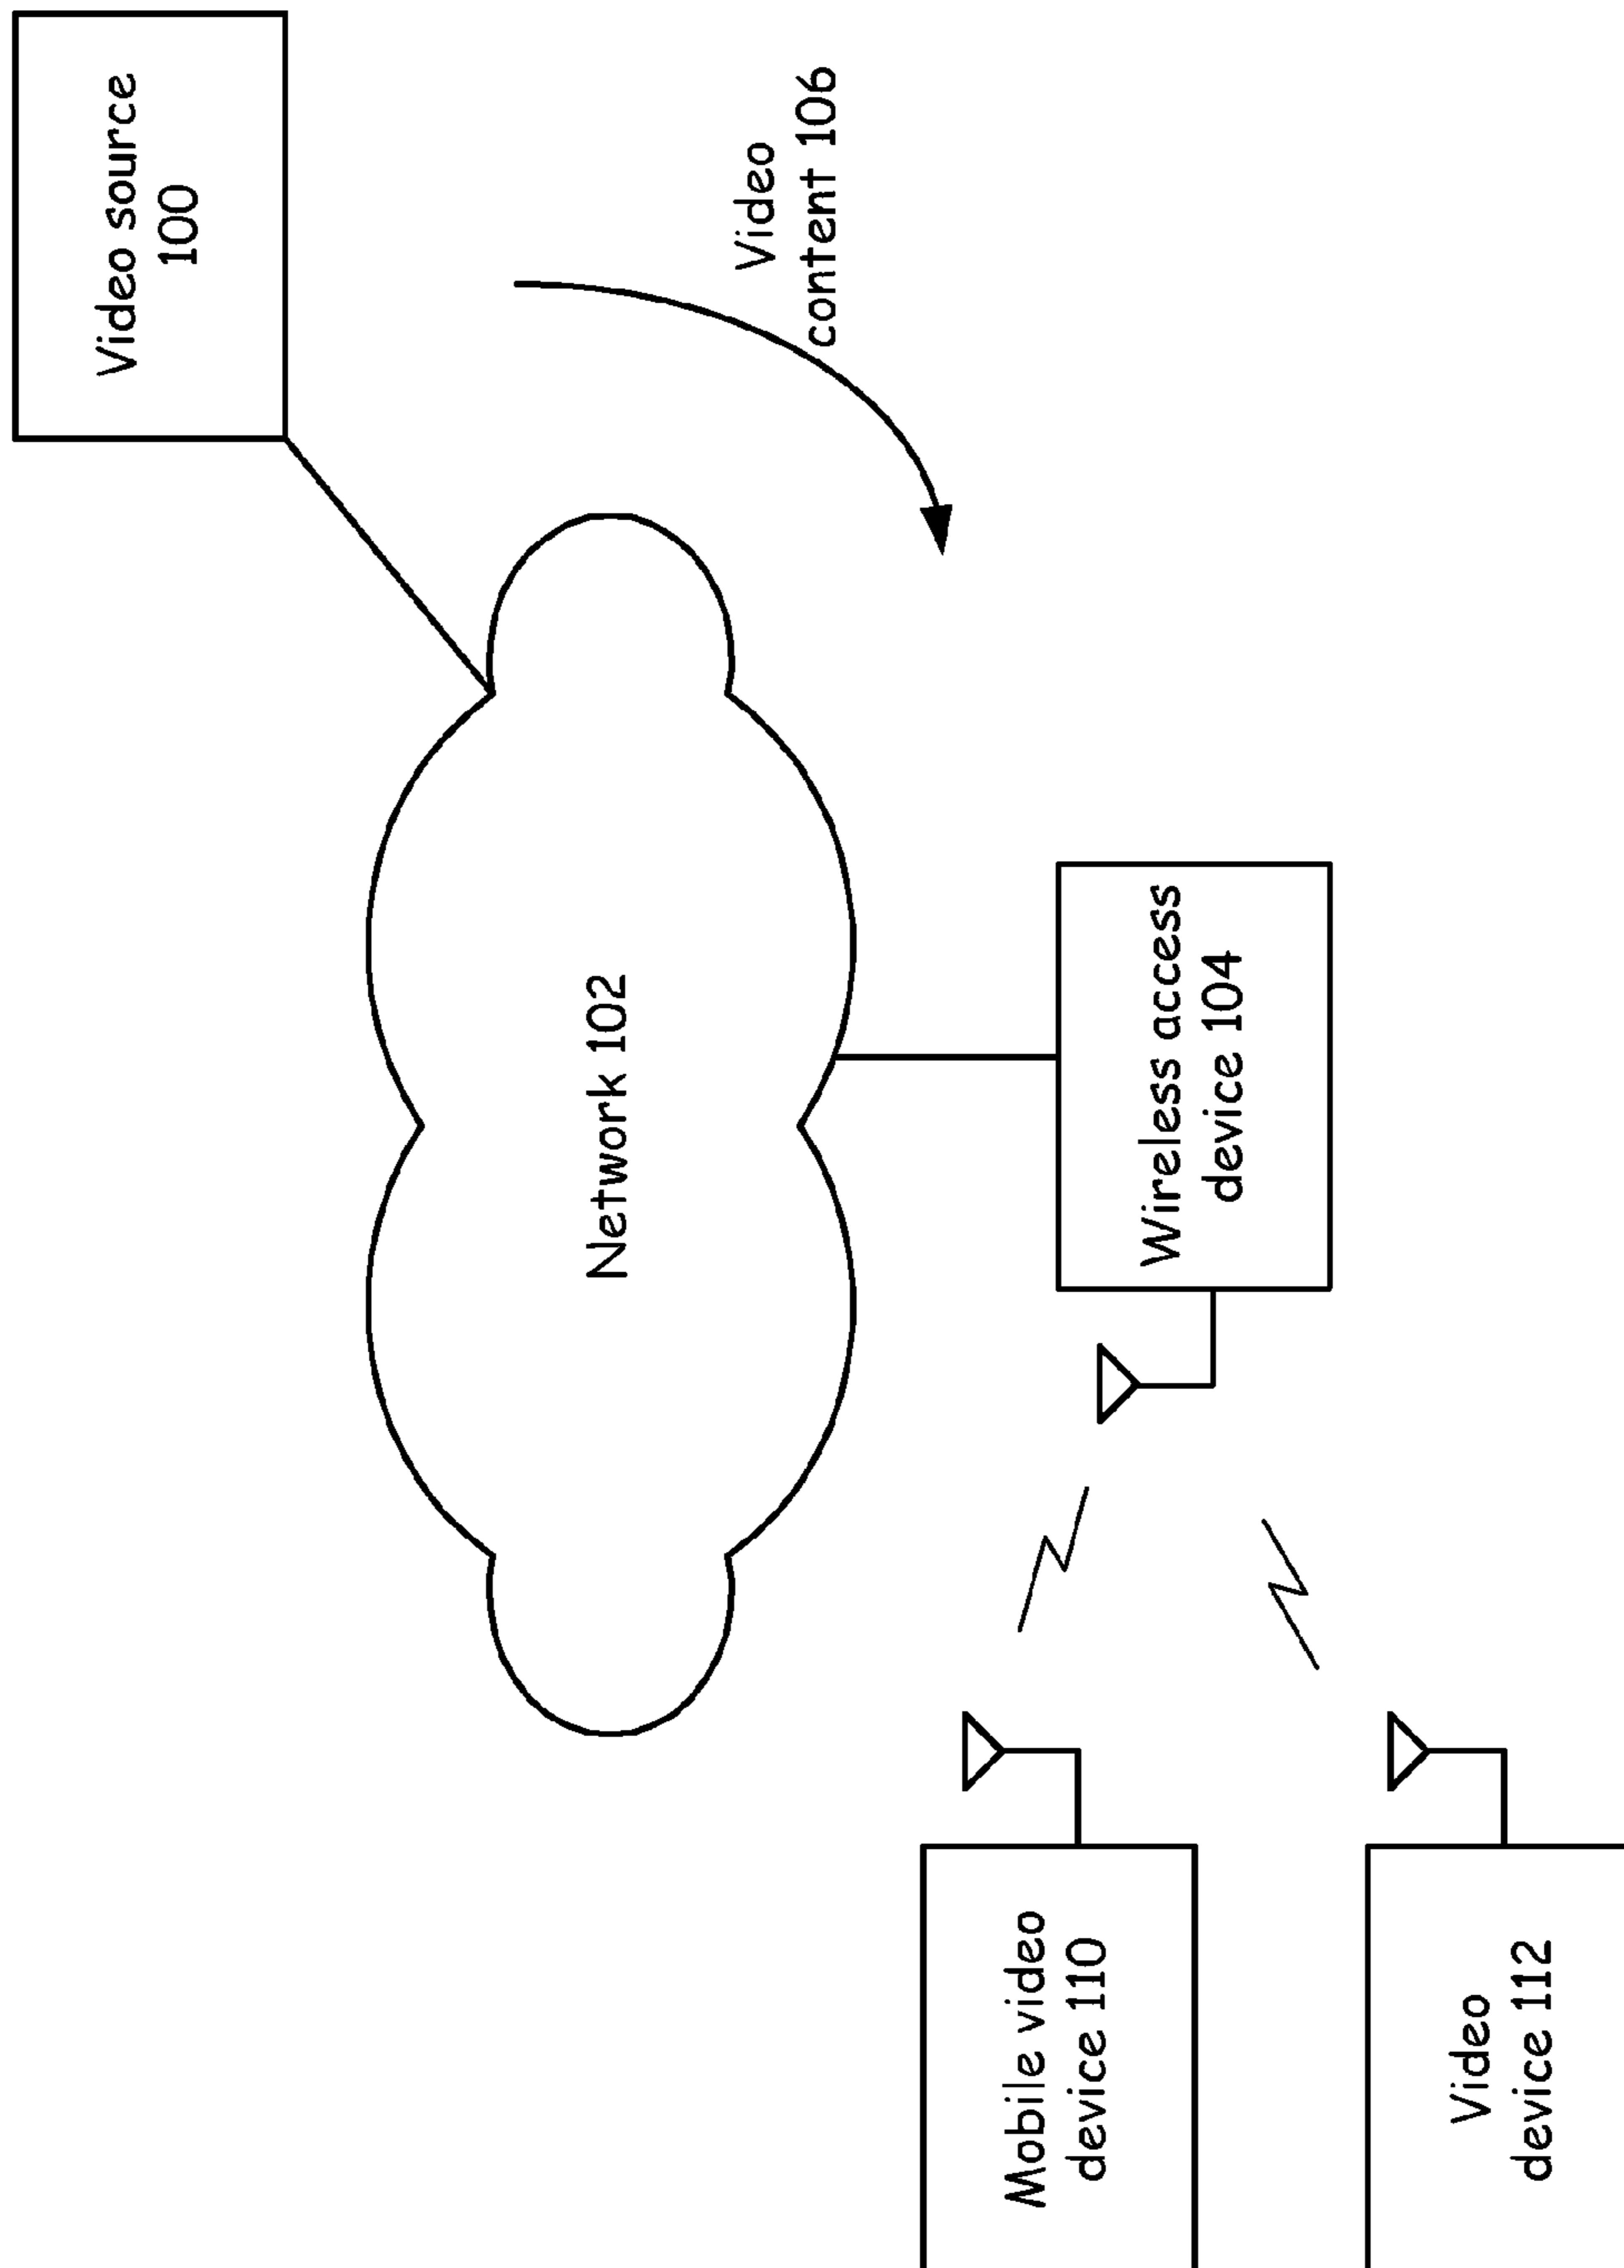 Video source
100
Video
content 106
Network 102
Wireless access
device 104
Mobile video
device 110
Video
device 112